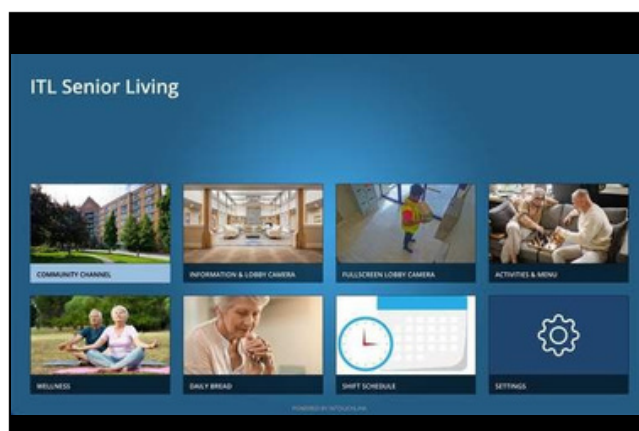 ITL Senior Living
COMMUNITY CHANNEL
INFORMATION & LOBBY CAMERA
FULLSCREEN LOBBY CAMERA
ACTIVITIES & MENU
WELLNESS
DAILY BREAD
SHIFT SCHEDULE
SETTINGS